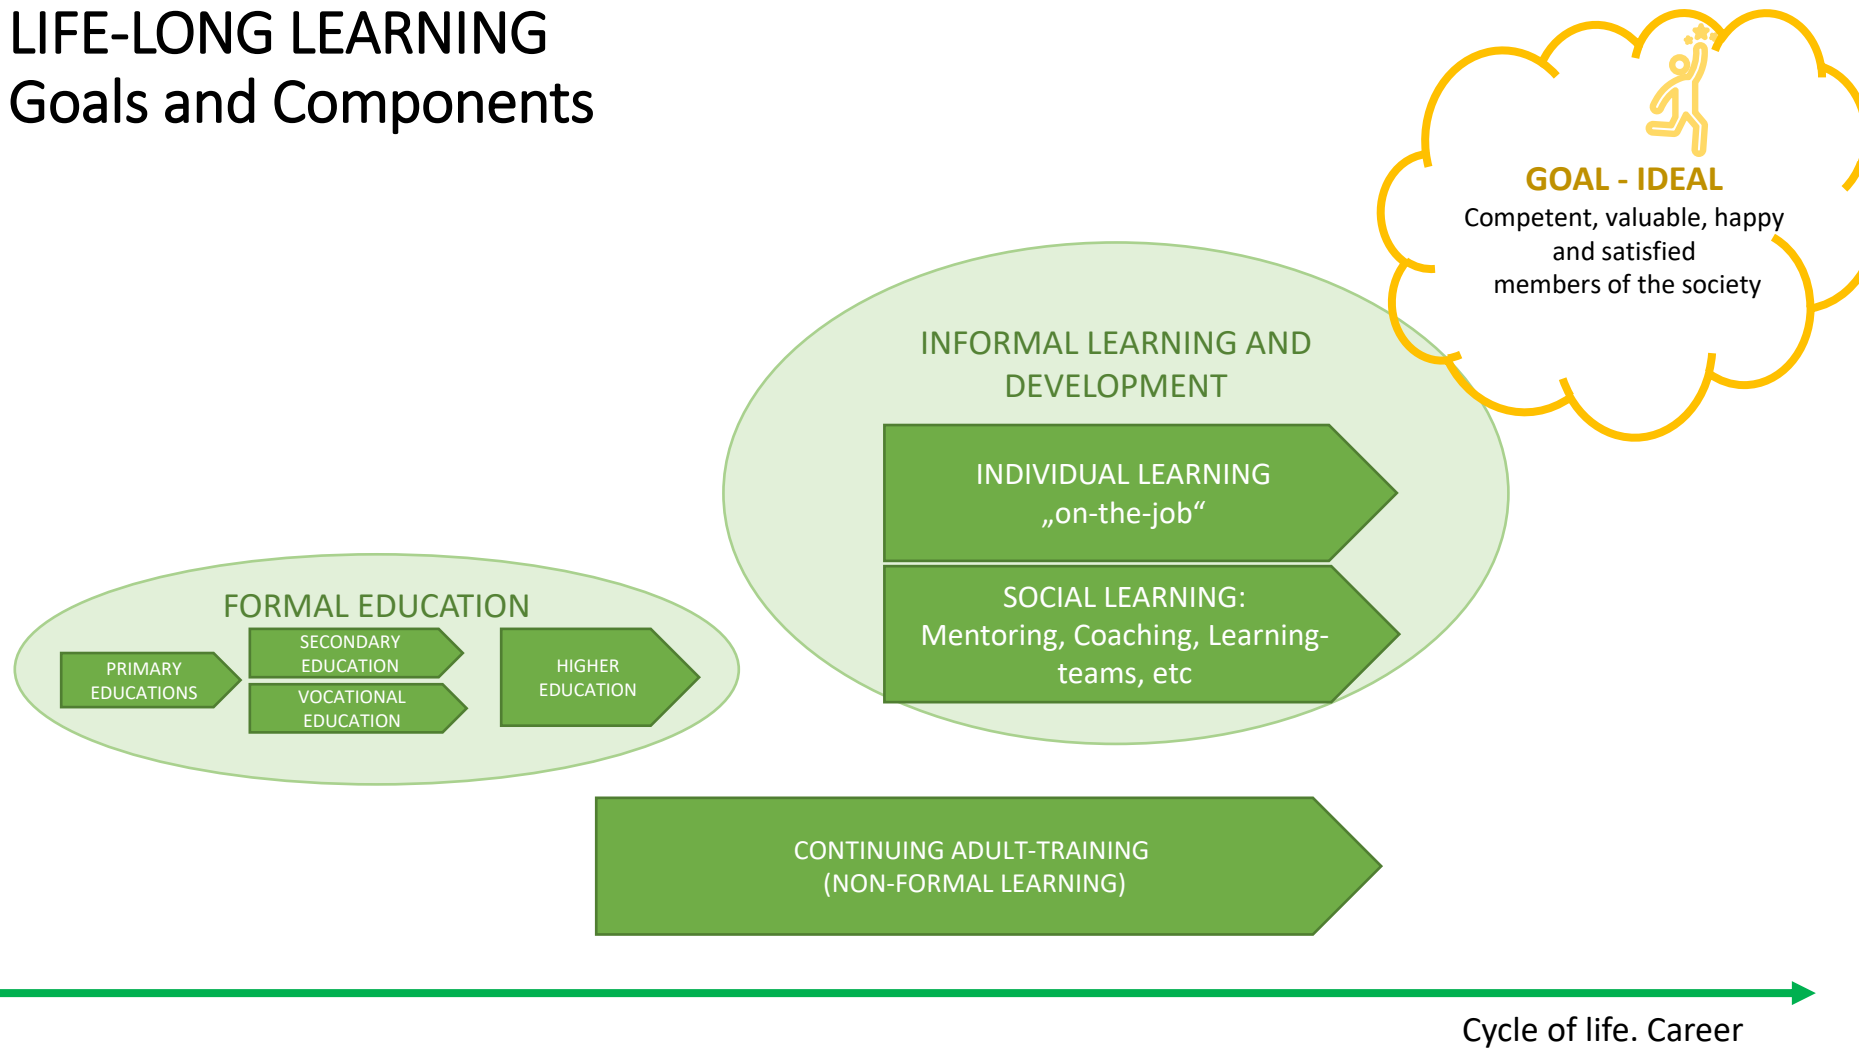 LIFE-LONG LEARNING
Goals and Components
GOAL - IDEAL
Competent, valuable, happy
and satisfied
members of the society
INFORMAL LEARNING AND
DEVELOPMENT
INDIVIDUAL LEARNING
„on-the-job“
SOCIAL LEARNING:
Mentoring, Coaching, Learning-
teams, etc
FORMAL EDUCATION
PRIMARY
EDUCATIONS
SECONDARY
EDUCATION
VOCATIONAL
EDUCATION
HIGHER
EDUCATION
CONTINUING ADULT-TRAINING
(NON-FORMAL LEARNING)
Cycle of life. Career